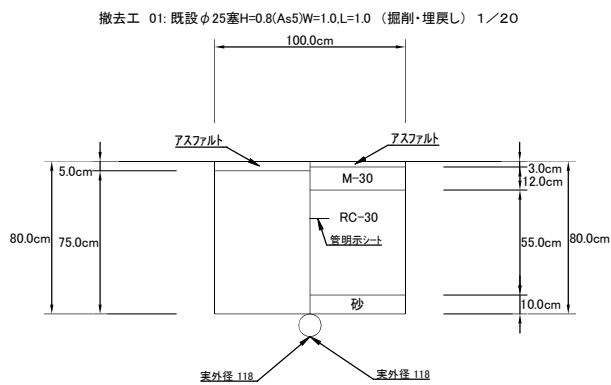 撤去工 01: 既設φ25塞H=0.8(As5)W=1.0,L=1.0 (掘削・埋戻し) 1/20
100.0cm
アスファルト
アスファルト
5.0cm
3.0cm
M-30
12.0cm
80.0cm
75.0cm
RC-30
管明示シート
55.0cm
80.0cm
砂
10.0cm
実外径 118
実外径 118